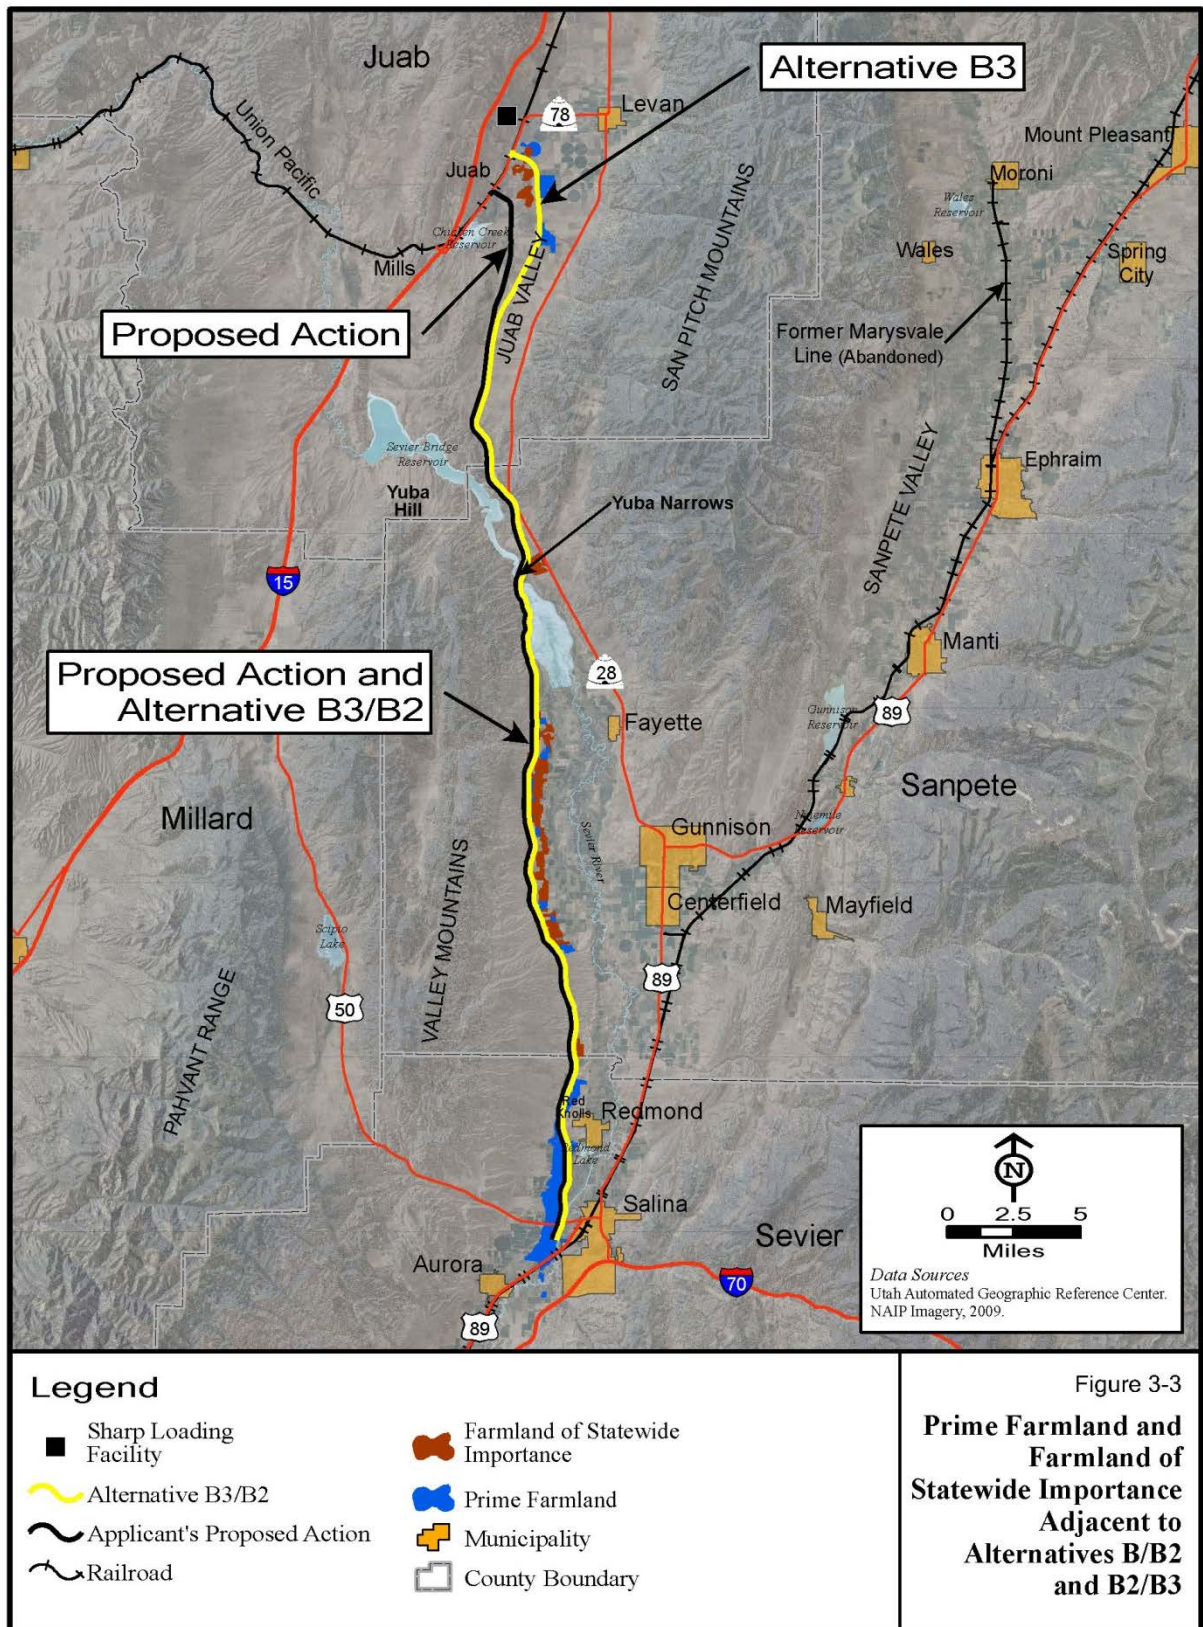 Juab
Alternative B3
78
Levan
Mount Pleasant
Union Pacific
Juab
Moroni
Wales
Reservoir
Chicken Creek
Reservoir
Mills
Wales
Spring
City
JUAB VALLEY
SAN PITCH MOUNTAINS
Proposed Action
Former Marysvale
Line (Abandoned)
Sevier Bridge
Reservoir
SANPETE VALLEY
Ephraim
Yuba
Hill
Yuba Narrows
15
Manti
Proposed Action and
Alternative B3/B2
28
Fayette
Gunnison
Reservoir
89
Sanpete
Millard
Gunnison
Ninemile
Reservoir
Sevier River
VALLEY MOUNTAINS
Centerfield
Mayfield
Scipio
Lake
89
50
PAHVANT RANGE
Red
Knolls
Redmond
Redmond
Lake
Salina
Sevier
Aurora
70
89
N
0 2.5 5
Miles
Data Sources
Utah Automated Geographic Reference Center.
NAIP Imagery, 2009.
Legend
Sharp Loading
Facility
Alternative B3/B2
Applicant's Proposed Action
Railroad
Farmland of Statewide
Importance
Prime Farmland
Municipality
County Boundary
Figure 3-3
Prime Farmland and
Farmland of
Statewide Importance
Adjacent to
Alternatives B/B2
and B2/B3